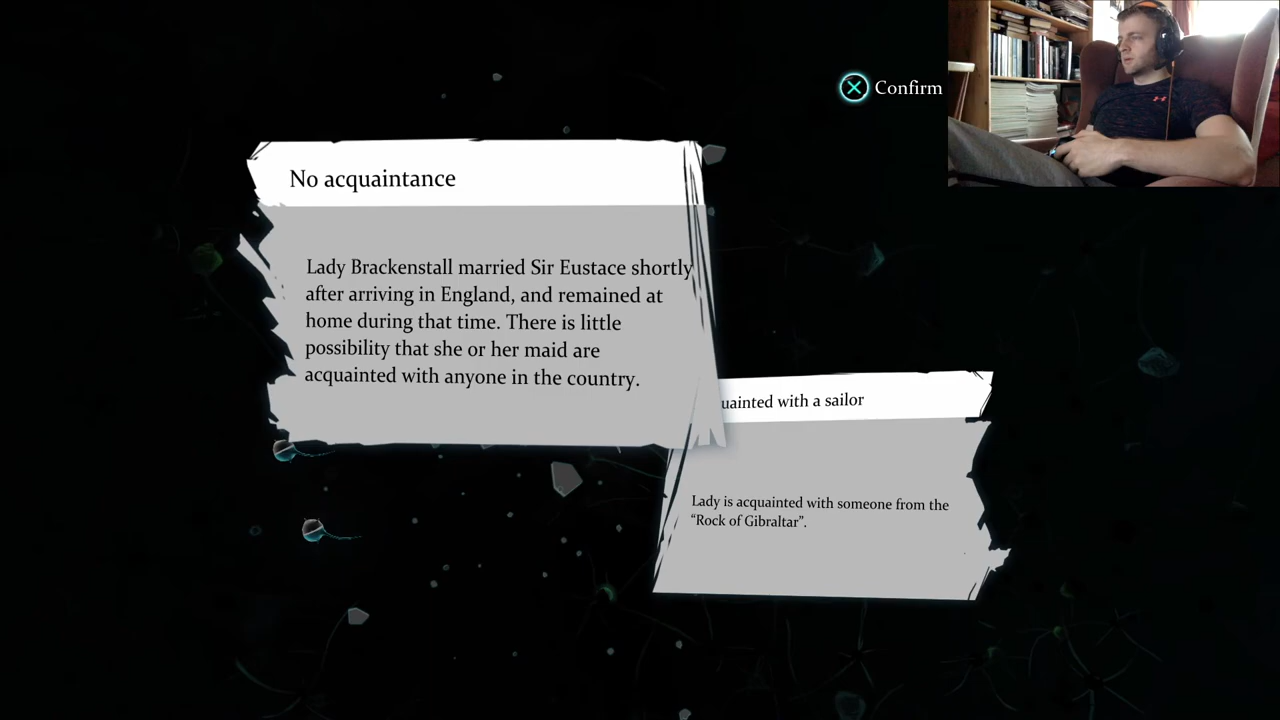 Confirm
No acquaintance
Lady Brackenstall married Sir Eustace shortly
after arriving in England, and remained at
home during that time. There is little
possibility that she or her maid are
acquainted with anyone in the country.
uainted with a sailor
Lady is acquainted with someone from the
“Rock of Gibraltar”.